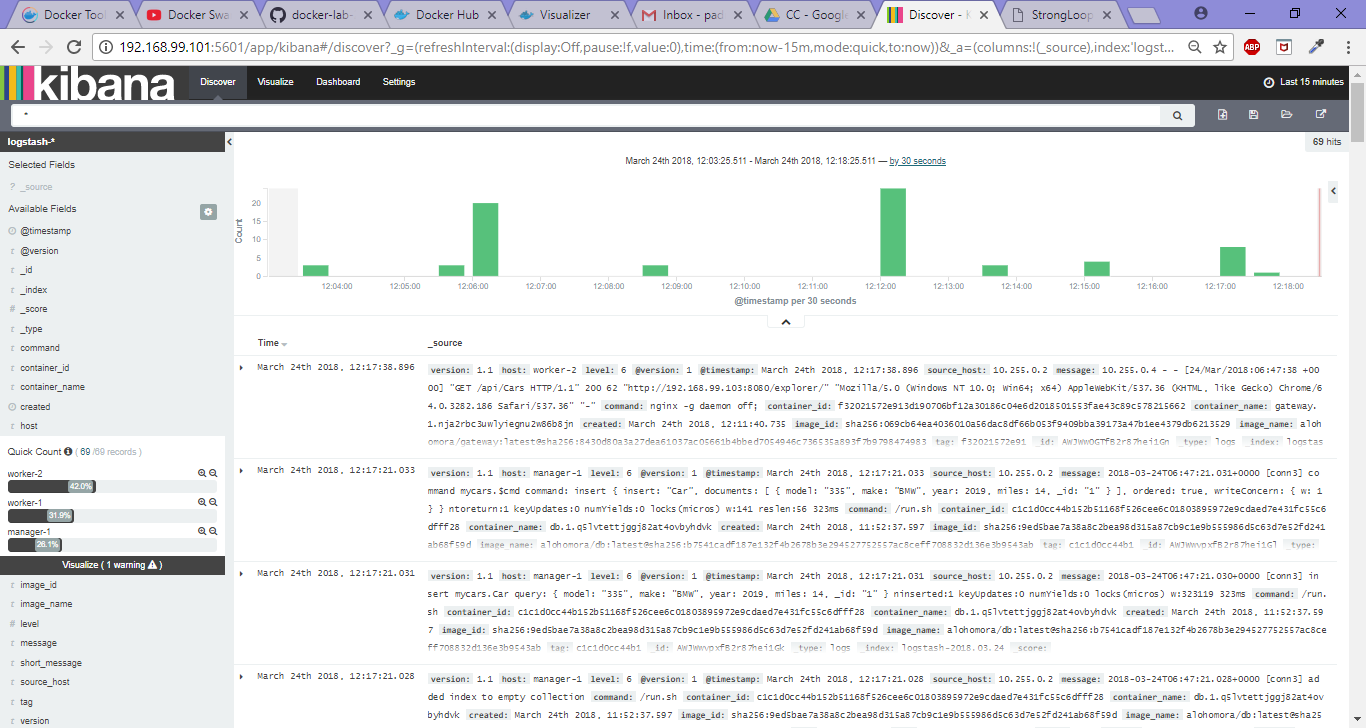 Docker Tool
Docker Swa
docker-lab-
Docker Hub
Visualizer
Inbox - pad
CC - Google
Discover - K
StrongLoop
192.168.99.101:5601/app/kibana#/discover?_g=(refreshInterval:(display:Off,pause:!f,value:0),time:(from:now-15m,mode:quick,to:now))&_a=(columns:!(_source),index:'logst...
ABP
kibana
Discover
Visualize
Dashboard
Settings
Last 15 minutes
*
logstash-*
69 hits
Selected Fields
? _source
Available Fields
@timestamp
t @version
t _id
t _index
# _score
t _type
t command
t container_id
t container_name
created
t host
Quick Count ( 69 /69 records )
worker-2
42.0%
worker-1
31.9%
manager-1
26.1%
Visualize ( 1 warning )
t image_id
t image_name
# level
t message
t short_message
t source_host
t tag
t version
March 24th 2018, 12:03:25.511 - March 24th 2018, 12:18:25.511 — by 30 seconds
Count
20
15
10
5
0
12:04:00 12:05:00 12:06:00 12:07:00 12:08:00 12:09:00 12:10:00 12:11:00 12:12:00 12:13:00 12:14:00 12:15:00 12:16:00 12:17:00 12:18:00
@timestamp per 30 seconds
Time _source
March 24th 2018, 12:17:38.896 version: 1.1 host: worker-2 level: 6 @version: 1 @timestamp: March 24th 2018, 12:17:38.896 source_host: 10.255.0.2 message: 10.255.0.4 - - [24/Mar/2018:06:47:38 +00
00] "GET /api/Cars HTTP/1.1" 200 62 "http://192.168.99.103:8080/explorer/" "Mozilla/5.0 (Windows NT 10.0; Win64; x64) AppleWebKit/537.36 (KHTML, like Gecko) Chrome/6
4.0.3282.186 Safari/537.36" "-" command: nginx -g daemon off; container_id: f32021572e913d190706bf12a30186c04e6d2018501553fae43c89c578215662 container_name: gateway.
1.nja2rbc3uwlyiegnu2w86b8jn created: March 24th 2018, 12:11:40.735 image_id: sha256:069cb64ea4036010a56dac8df66b053f9409bba39173a47b1ee4379db6213529 image_name: aloh
omora/gateway:latest@sha256:8430d80a3a27dea61037ac05661b4bbed7054946c736535a893f7b9798474983 tag: f32021572e91 _id: _type: logs _index: logstas
March 24th 2018, 12:17:21.033 version: 1.1 host: manager-1 level: 6 @version: 1 @timestamp: March 24th 2018, 12:17:21.033 source_host: 10.255.0.2 message: 2018-03-24T06:47:21.031+0000 [conn3] co
mmand mycars.$cmd command: insert { insert: "Car", documents: [ { model: "335", make: "BMW", year: 2019, miles: 14, _id: "1" } ], ordered: true, writeConcern: { w: 1
} } ntoreturn:1 keyUpdates:0 numYields:0 locks(micros) w:141 reslen:56 323ms command: /run.sh container_id: c1c1d0cc44b152b51168f526cee6c01803895972e9cdaed7e431fc55c6
dfff28 container_name: db.1.q5lvtettjggj82at4ovbyhdvk created: March 24th 2018, 11:52:37.597 image_id: sha256:9ed5bae7a38a8c2bea98d315a87cb9c1e9b555986d5c63d7e52fd241
ab68f59d image_name: alohomora/db:latest@sha256:b7541cadf187e132f4b2678b3e294527752557ac8ceff708832d136e3b9543ab tag: c1c1d0cc44b1 _id: _type:
March 24th 2018, 12:17:21.031 version: 1.1 host: manager-1 level: 6 @version: 1 @timestamp: March 24th 2018, 12:17:21.031 source_host: 10.255.0.2 message: 2018-03-24T06:47:21.030+0000 [conn3] in
sert mycars.Car query: { model: "335", make: "BMW", year: 2019, miles: 14, _id: "1" } ninserted:1 keyUpdates:0 numYields:0 locks(micros) w:323119 323ms command: /run.
sh container_id: c1c1d0cc44b152b51168f526cee6c01803895972e9cdaed7e431fc55c6dfff28 container_name: db.1.q5lvtettjggj82at4ovbyhdvk created: March 24th 2018, 11:52:37.59
7 image_id: sha256:9ed5bae7a38a8c2bea98d315a87cb9c1e9b555986d5c63d7e52fd241ab68f59d image_name: alohomora/db:latest@sha256:b7541cadf187e132f4b2678b3e294527752557ac8ce
ff708832d136e3b9543ab tag: c1c1d0cc44b1 _id: _type: logs _index: logstash-2018.03.24 _score:
March 24th 2018, 12:17:21.028 version: 1.1 host: manager-1 level: 6 @version: 1 @timestamp: March 24th 2018, 12:17:21.028 source_host: 10.255.0.2 message: 2018-03-24T06:47:21.028+0000 [conn3] a
dded index to empty collection command: /run.sh container_id: c1c1d0cc44b152b51168f526cee6c01803895972e9cdaed7e431fc55c6dfff28 container_name: db.1.q5lvtettjggj82at4ov
byhdvk created: March 24th 2018, 11:52:37.597 image_id: sha256:9ed5bae7a38a8c2bea98d315a87cb9c1e9b555986d5c63d7e52fd241ab68f59d image_name: alohomora/db:latest@sha25